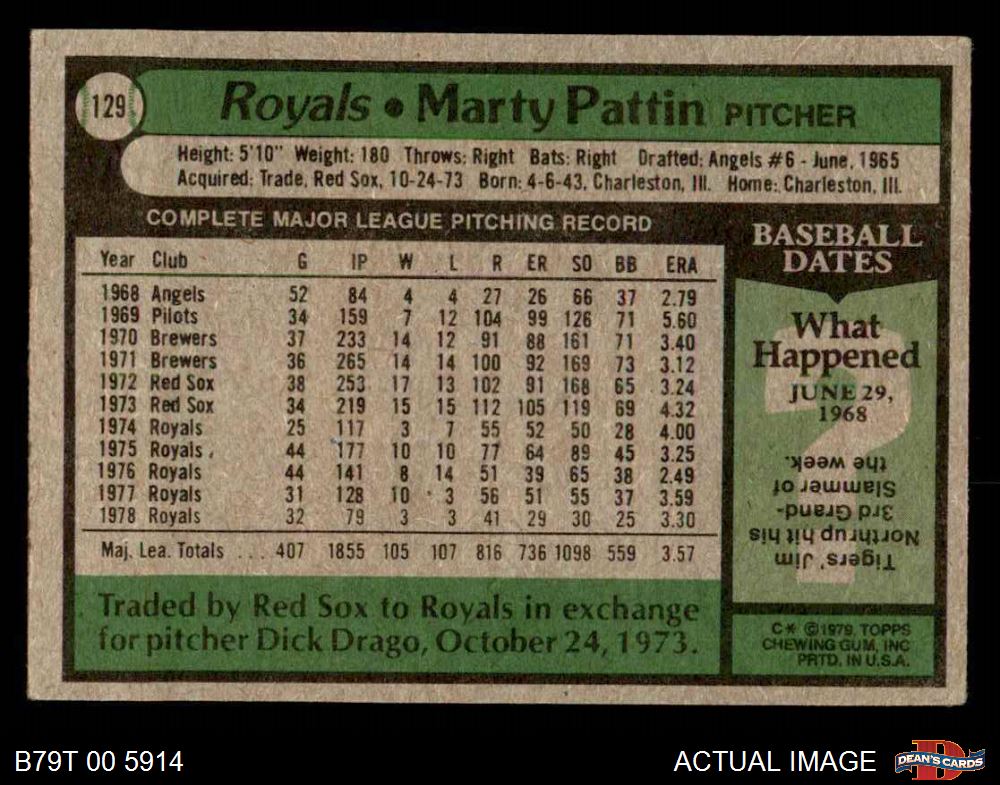 129
Royals • Marty Pattin PITCHER
Height: 5'10" Weight: 180 Throws: Right Bats: Right Drafted: Angels #6 - June, 1965
Acquired: Trade, Red Sox, 10-24-73 Born: 4-6-43, Charleston, Ill. Home: Charleston, Ill.
COMPLETE MAJOR LEAGUE PITCHING RECORD
Year Club G IP W L R ER SO BB ERA
1968 Angels 52 84 4 4 27 26 66 37 2.79
1969 Pilots 34 159 7 12 104 99 126 71 5.60
1970 Brewers 37 233 14 12 91 88 161 71 3.40
1971 Brewers 36 265 14 14 100 92 169 73 3.12
1972 Red Sox 38 253 17 13 102 91 168 65 3.24
1973 Red Sox 34 219 15 15 112 105 119 69 4.32
1974 Royals 25 117 3 7 55 52 50 28 4.00
1975 Royals 44 177 10 10 77 64 89 45 3.25
1976 Royals 44 141 8 14 51 39 65 38 2.49
1977 Royals 31 128 10 3 56 51 55 37 3.59
1978 Royals 32 79 3 3 41 29 30 25 3.30
Maj. Lea. Totals ... 407 1855 105 107 816 736 1098 559 3.57
Traded by Red Sox to Royals in exchange
for pitcher Dick Drago, October 24, 1973.
BASEBALL
DATES
What
Happened
JUNE 29,
1968
?
Tigers' Jim
Northrup hit his
3rd Grand-
Slammer of
the week.
C* ©1979, TOPPS
CHEWING GUM, INC
PRTD. IN U.S.A.
B79T 00 5914
ACTUAL IMAGE
D
DEAN'S CARDS